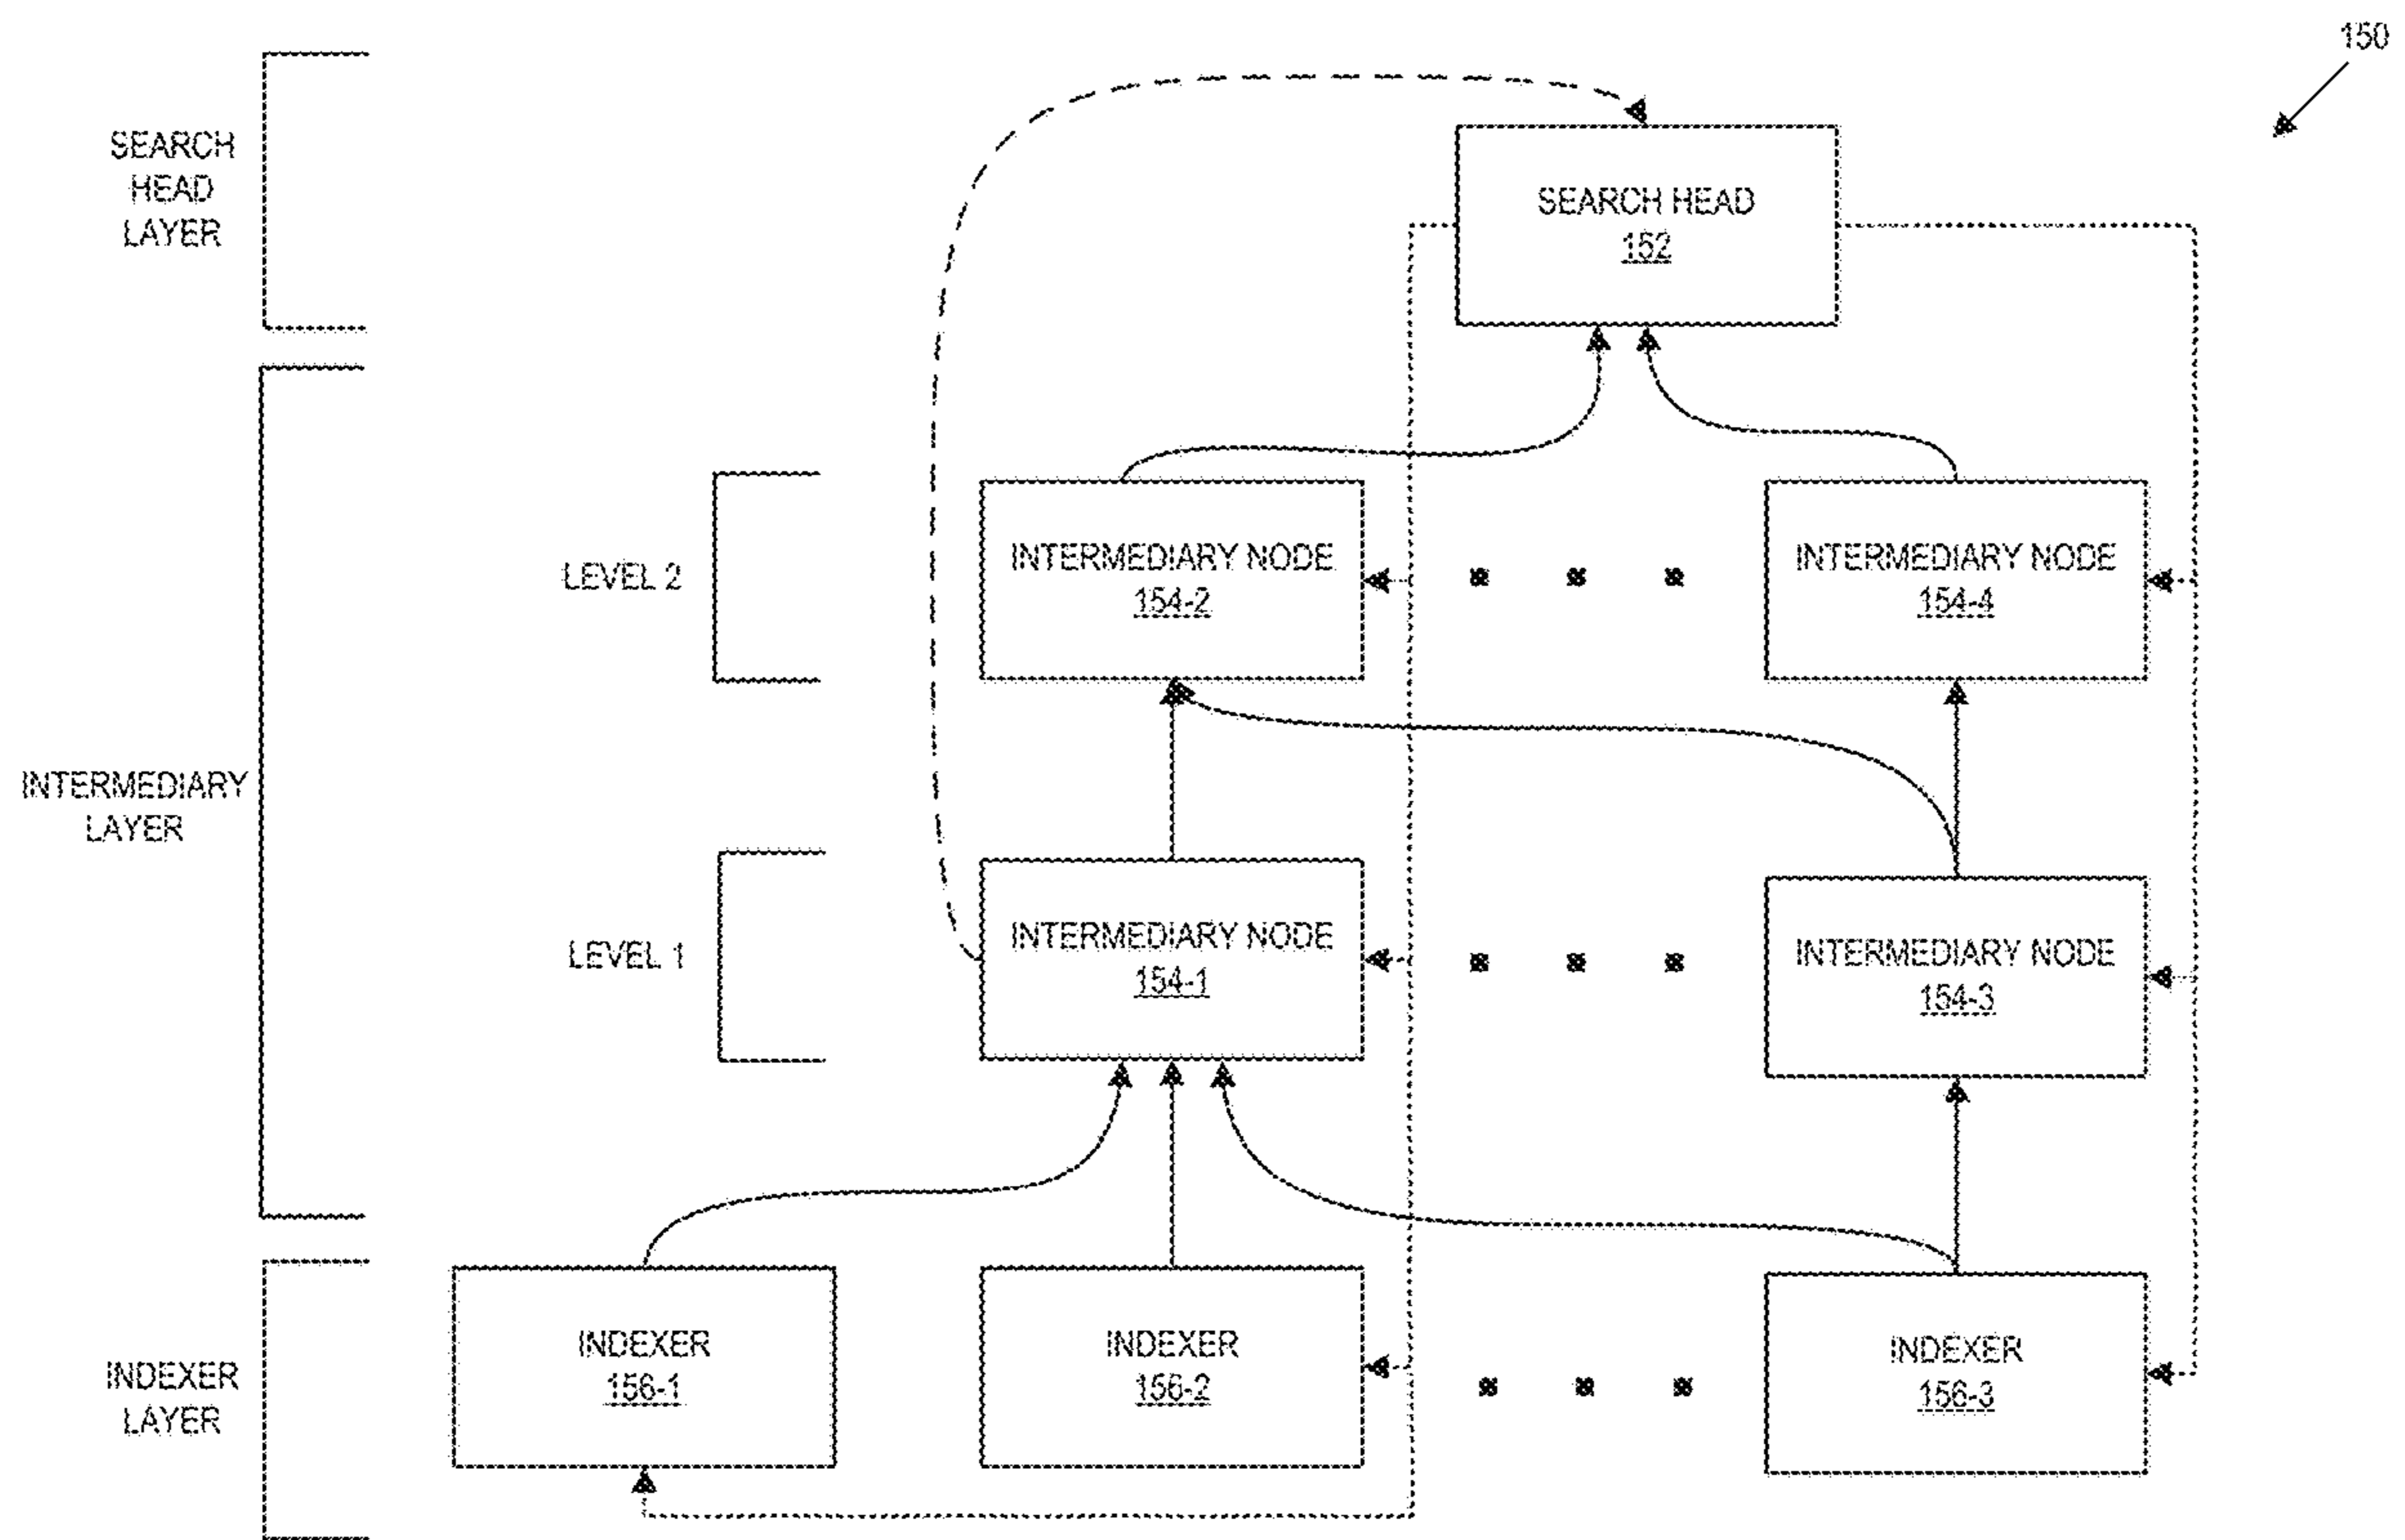 150
SEARCH
HEAD
LAYER
SEARCH HEAD
152
INTERMEDIARY
LAYER
LEVEL 2
INTERMEDIARY NODE
154-2
INTERMEDIARY NODE
154-4
LEVEL 1
INTERMEDIARY NODE
154-1
INTERMEDIARY NODE
154-3
INDEXER
LAYER
INDEXER
156-1
INDEXER
156-2
INDEXER
156-3